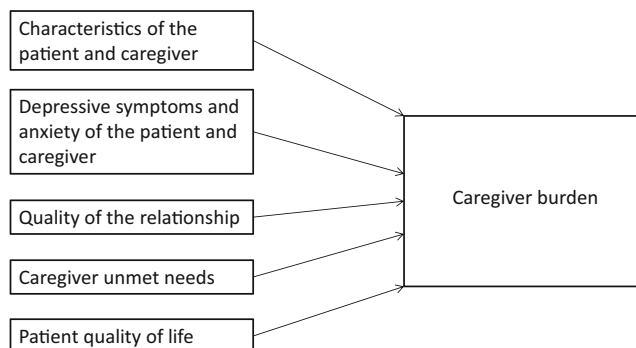 Characteristics of the
patient and caregiver
Depressive symptoms and
anxiety of the patient and
caregiver
Quality of the relationship
Caregiver unmet needs
Patient quality of life
Caregiver burden